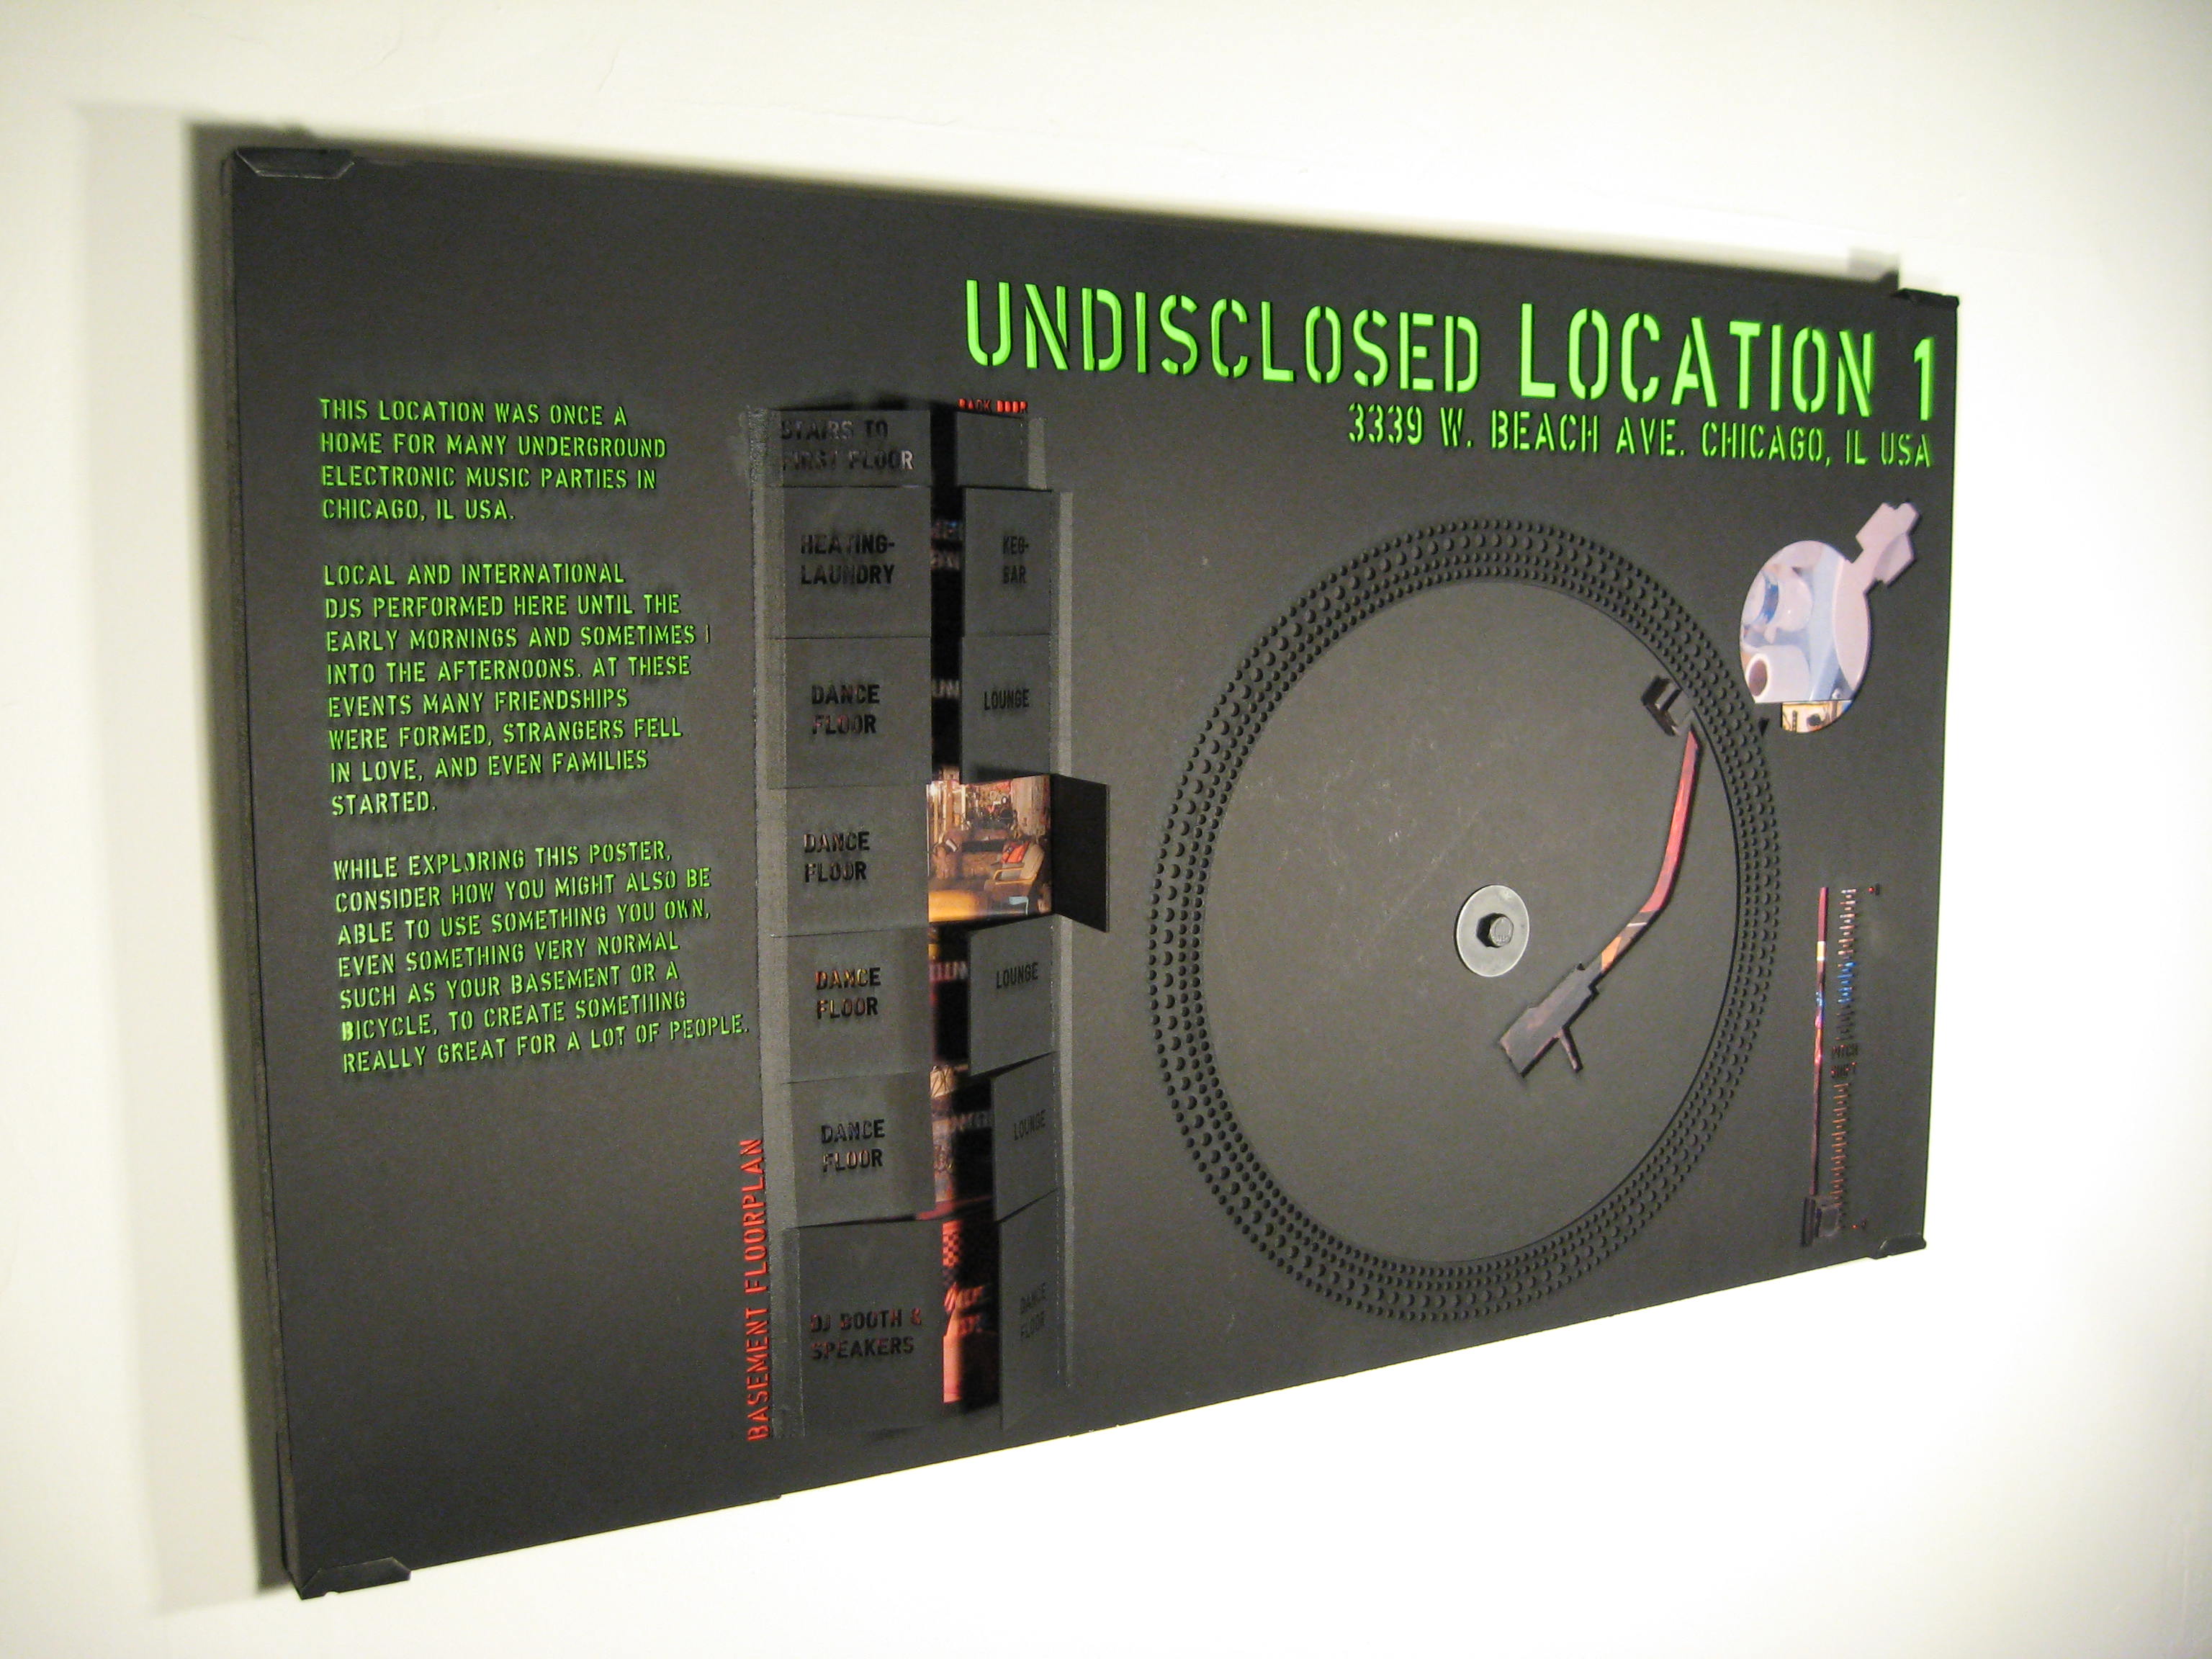 UNDISCLOSED LOCATION 1
3339 W. BEACH AVE. CHICAGO, IL USA
THIS LOCATION WAS ONCE A
HOME FOR MANY UNDERGROUND
ELECTRONIC MUSIC PARTIES IN
CHICAGO, IL USA.
LOCAL AND INTERNATIONAL
DJS PERFORMED HERE UNTIL THE
EARLY MORNINGS AND SOMETIMES
INTO THE AFTERNOONS. AT THESE
EVENTS MANY FRIENDSHIPS
WERE FORMED, STRANGERS FELL
IN LOVE, AND EVEN FAMILIES
STARTED.
WHILE EXPLORING THIS POSTER,
CONSIDER HOW YOU MIGHT ALSO BE
ABLE TO USE SOMETHING YOU OWN,
EVEN SOMETHING VERY NORMAL
SUCH AS YOUR BASEMENT OR A
BICYCLE, TO CREATE SOMETHING
REALLY GREAT FOR A LOT OF PEOPLE.
BASEMENT FLOORPLAN
BACK DOOR
STAIRS TO
FIRST FLOOR
HEATING-
LAUNDRY
KEG-
BAR
DANCE
FLOOR
LOUNGE
DANCE
FLOOR
DANCE
FLOOR
LOUNGE
DANCE
FLOOR
LOUNGE
DJ BOOTH &
SPEAKERS
DANCE
FLOOR
PITCH